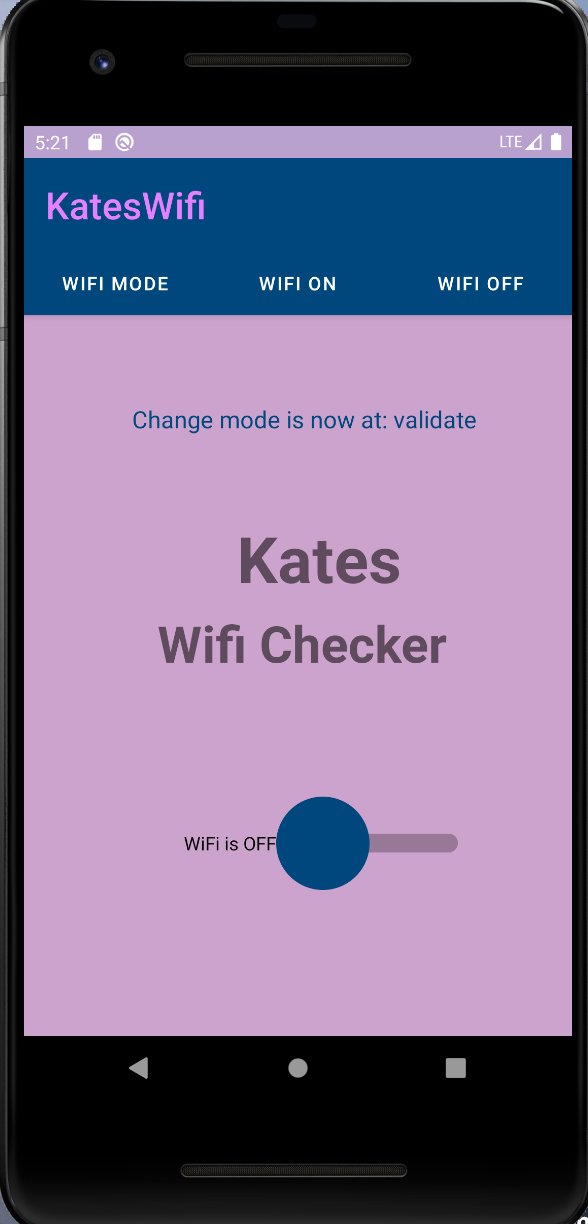 5:21 LTE
KatesWifi
WIFI MODE WIFI ON WIFI OFF
Change mode is now at: validate
Kates
Wifi Checker
WiFi is OFF